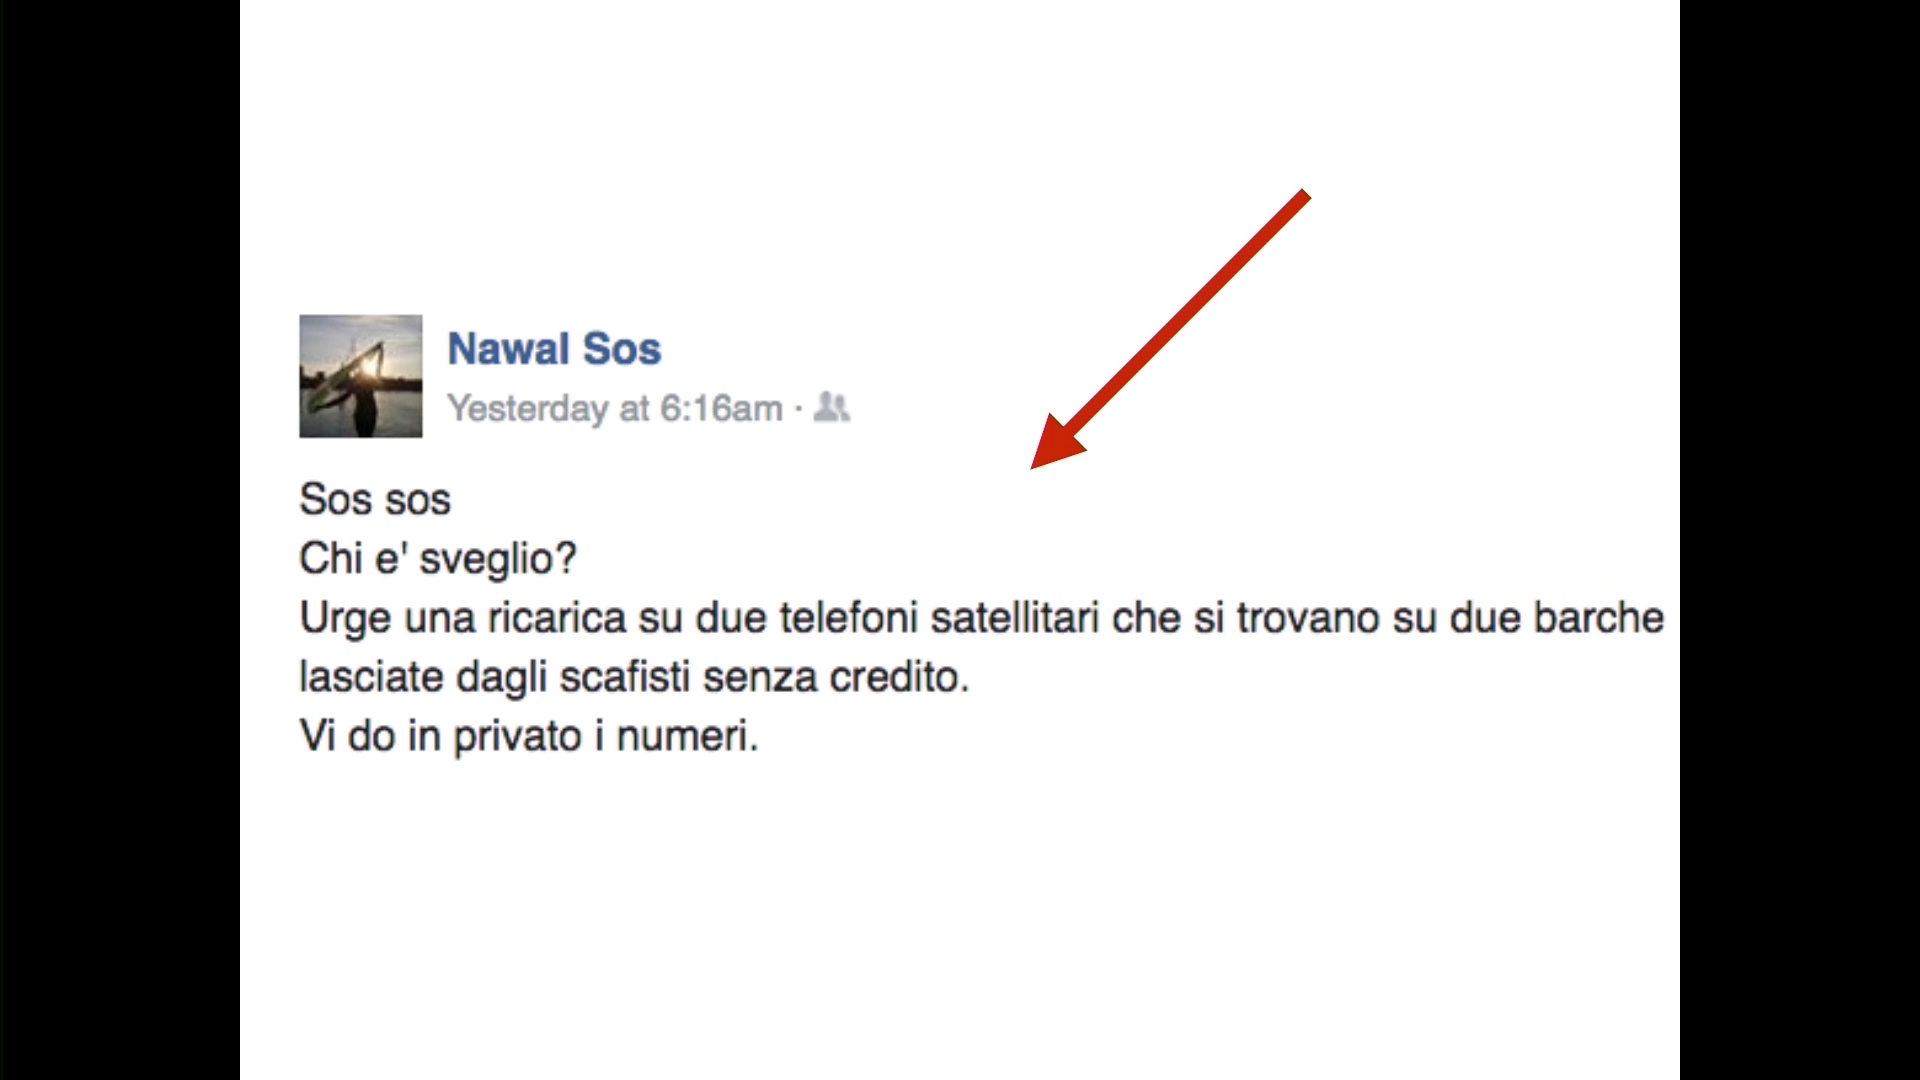 Nawal Sos
Yesterday at 6:16am ·
Sos sos
Chi e' sveglio?
Urge una ricarica su due telefoni satellitari che si trovano su due barche
lasciate dagli scafisti senza credito.
Vi do in privato i numeri.